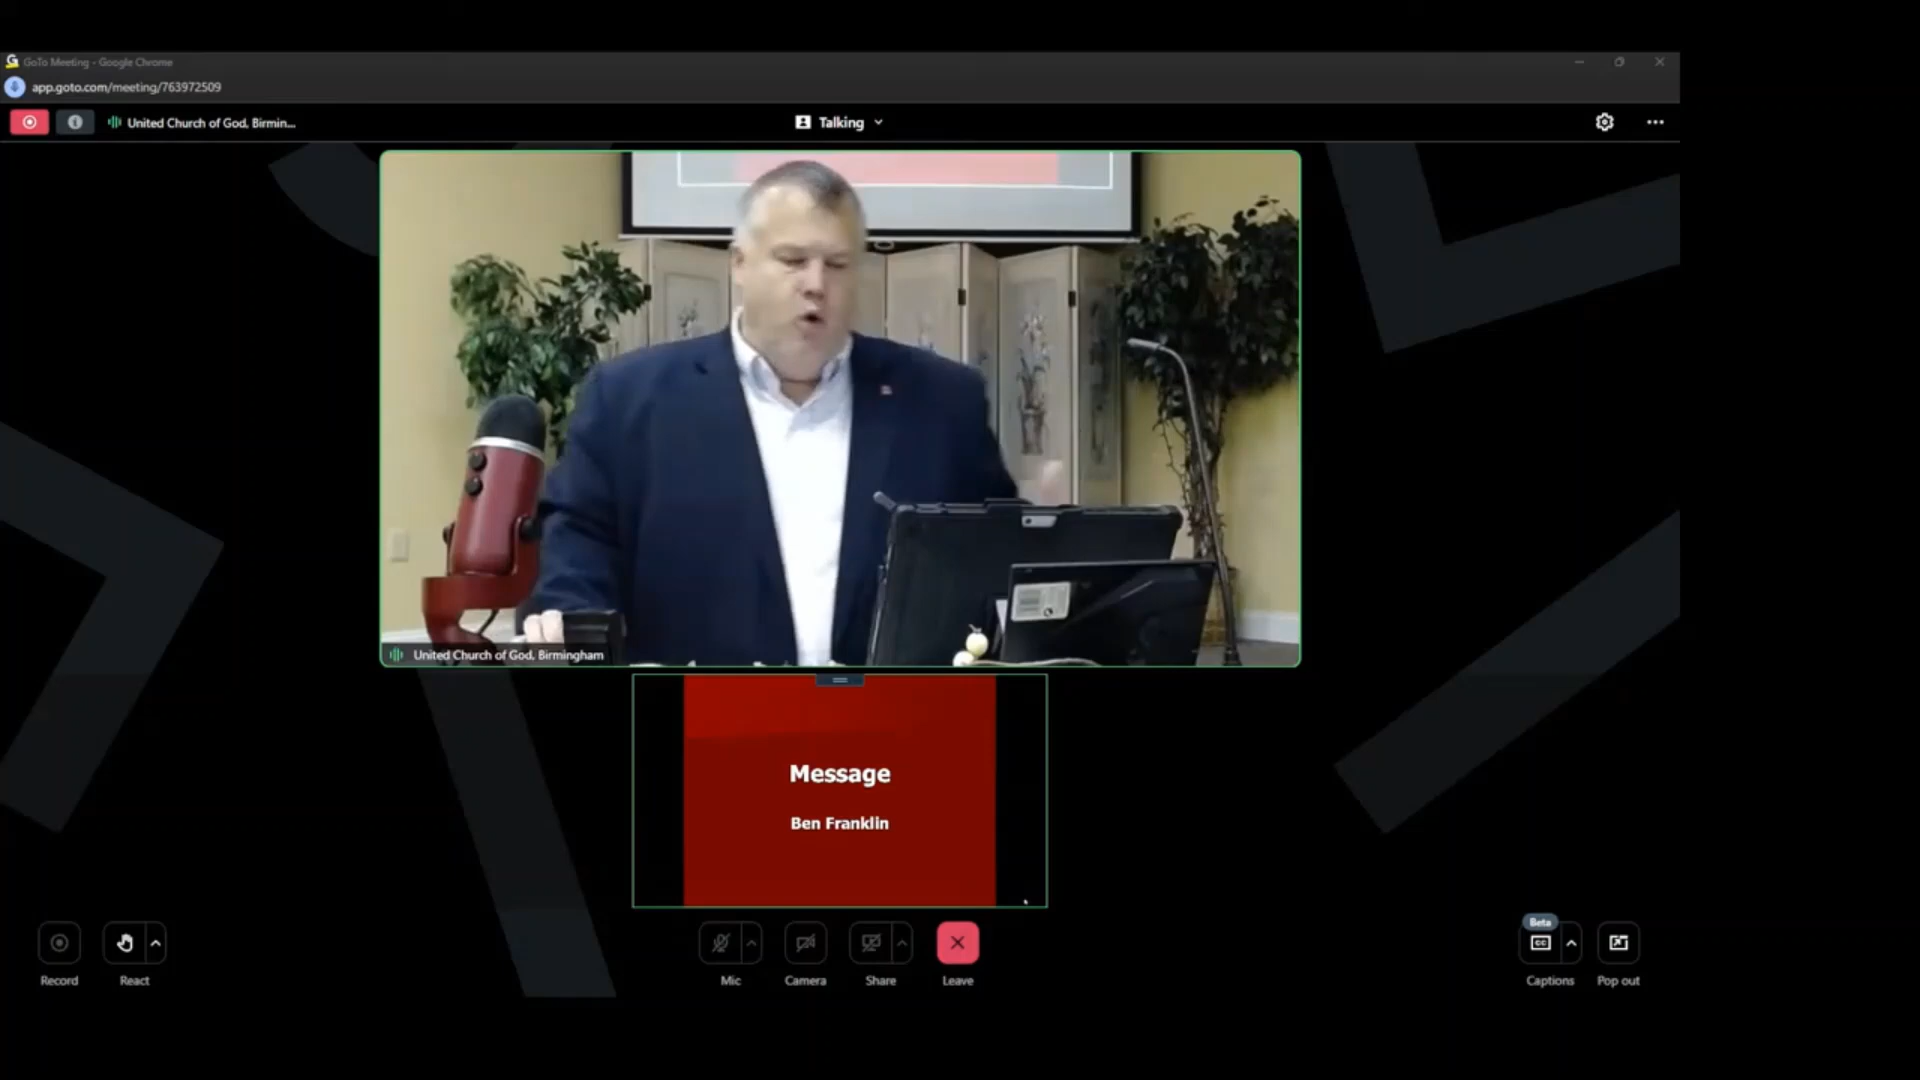 GoTo Meeting - Google Chrome
app.goto.com/meeting/763972509
United Church of God, Birmin...
Talking
United Church of God, Birmingham
Message
Ben Franklin
Beta
CC
Record
React
Mic
Camera
Share
Leave
Captions
Pop out